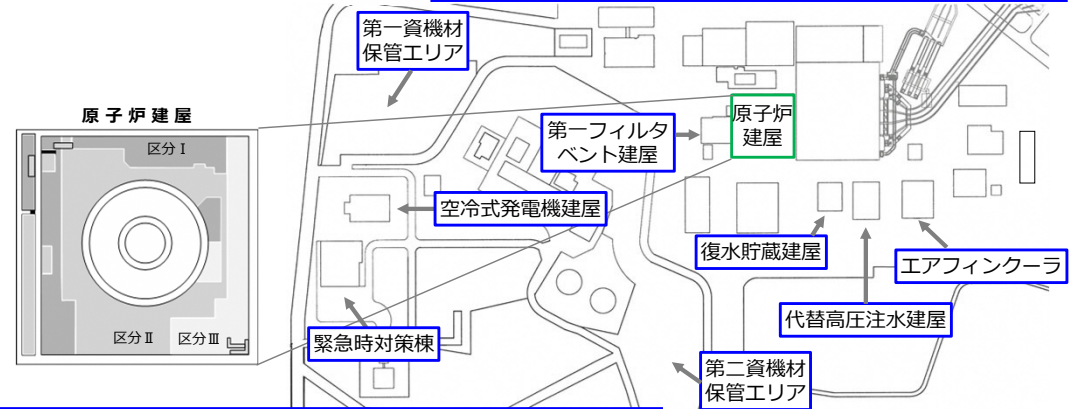 第一資機材
保管エリア
原子炉建屋
区分Ⅰ
区分Ⅱ
区分Ⅲ
第一フィルタ
ベント建屋
原子炉
建屋
空冷式発電機建屋
復水貯蔵建屋
エアフィンクーラ
代替高圧注水建屋
緊急時対策棟
第二資機材
保管エリア